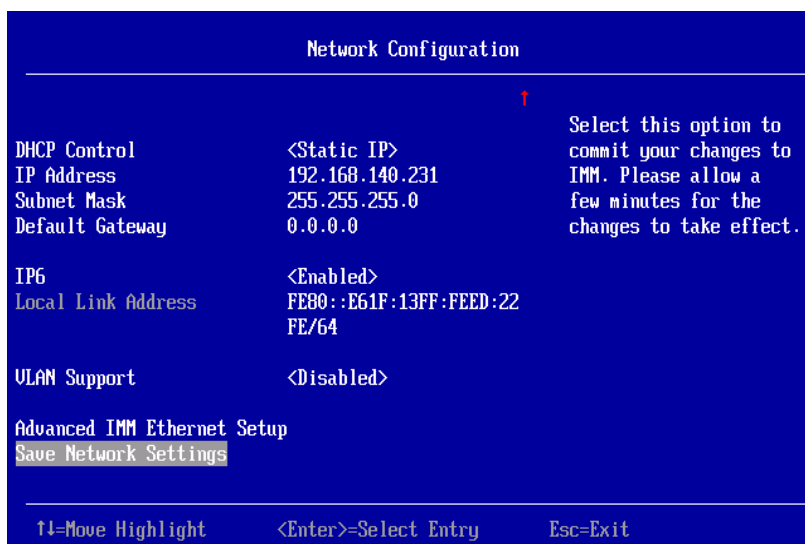 Network Configuration
↑
DHCP Control <Static IP>
IP Address 192.168.140.231
Subnet Mask 255.255.255.0
Default Gateway 0.0.0.0
IP6 <Enabled>
Local Link Address FE80::E61F:13FF:FEED:22
FE/64
VLAN Support <Disabled>
Advanced IMM Ethernet Setup
Save Network Settings
Select this option to
commit your changes to
IMM. Please allow a
few minutes for the
changes to take effect.
↑↓=Move Highlight <Enter>=Select Entry Esc=Exit